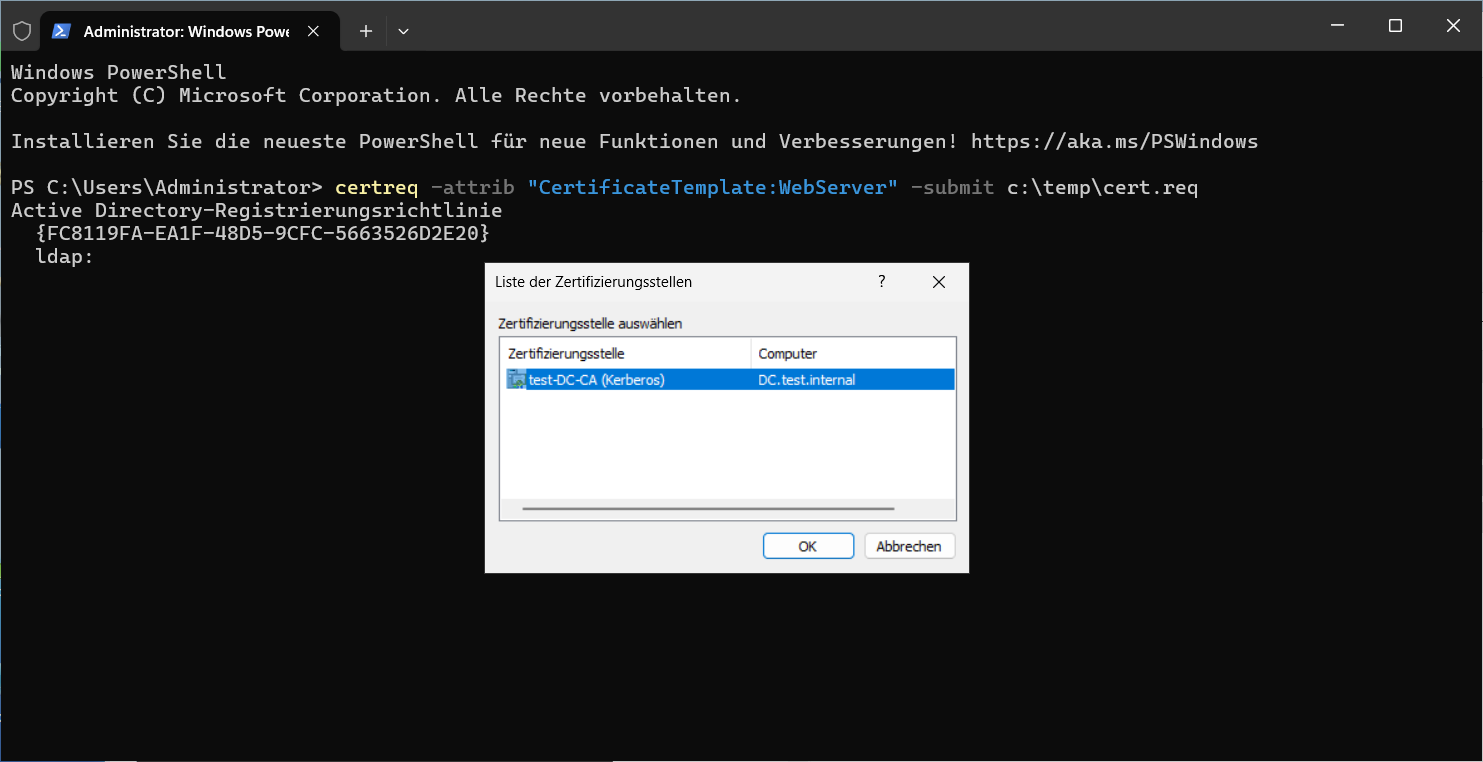 Administrator: Windows Powe
Windows PowerShell
Copyright (C) Microsoft Corporation. Alle Rechte vorbehalten.
Installieren Sie die neueste PowerShell für neue Funktionen und Verbesserungen! https://aka.ms/PSWindows
PS C:\Users\Administrator> certreq -attrib "CertificateTemplate:WebServer" -submit c:\temp\cert.req
Active Directory-Registrierungsrichtlinie
{FC8119FA-EA1F-48D5-9CFC-5663526D2E20}
ldap:
Liste der Zertifizierungsstellen ?
Zertifizierungsstelle auswählen
Zertifizierungsstelle Computer
test-DC-CA (Kerberos) DC.test.internal
OK Abbrechen